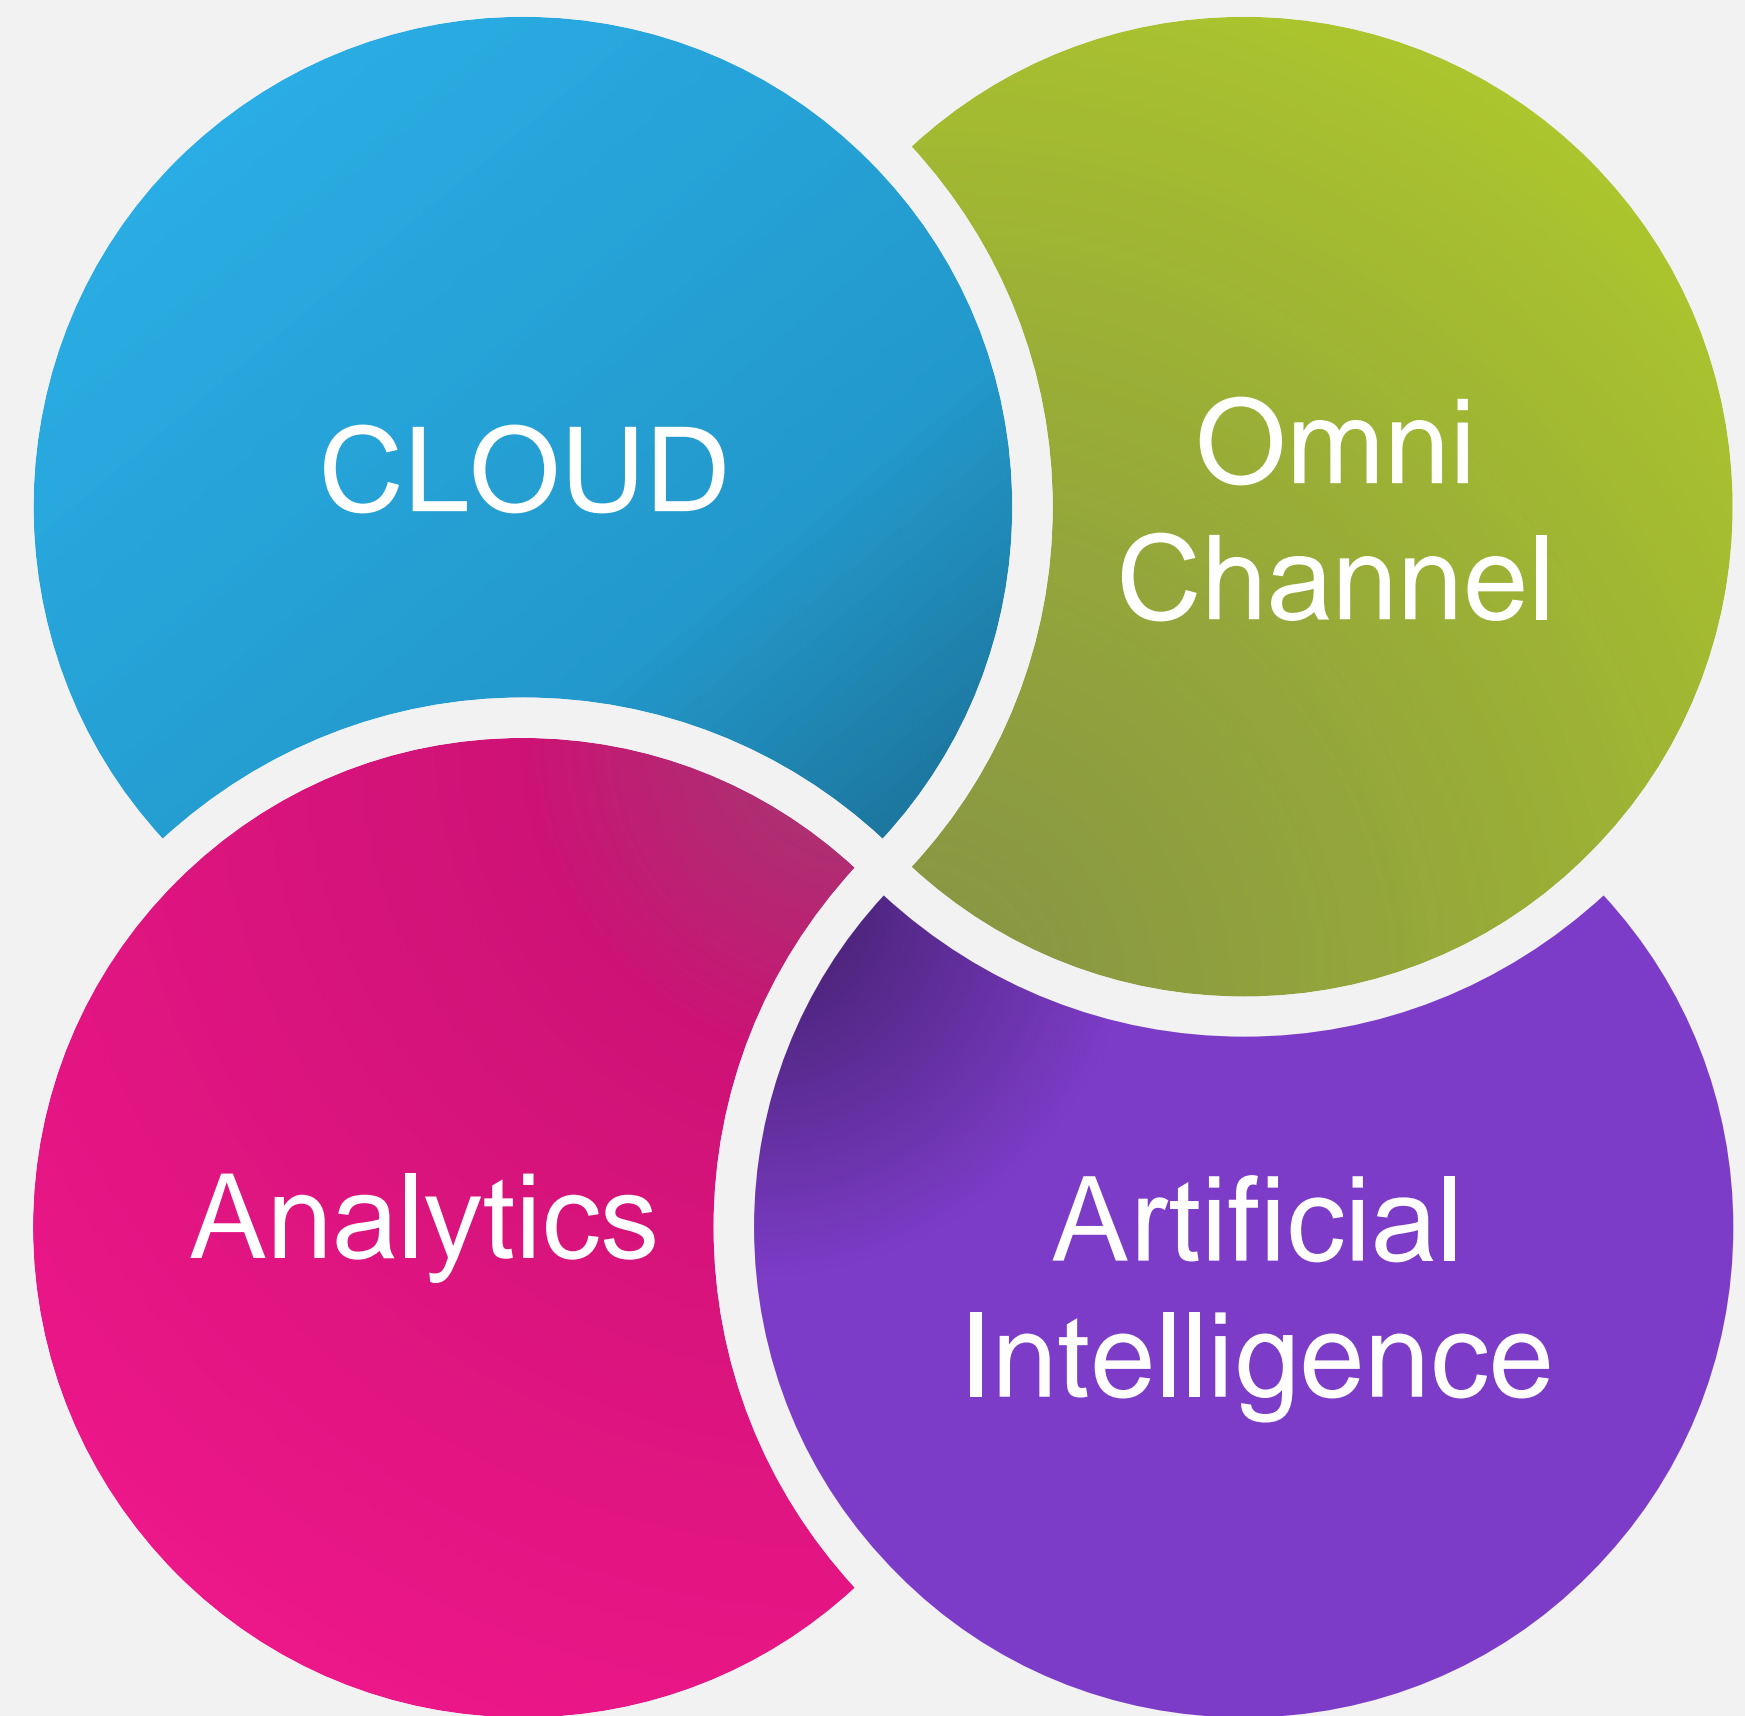 CLOUD
Omni
Channel
Analytics
Artificial
Intelligence